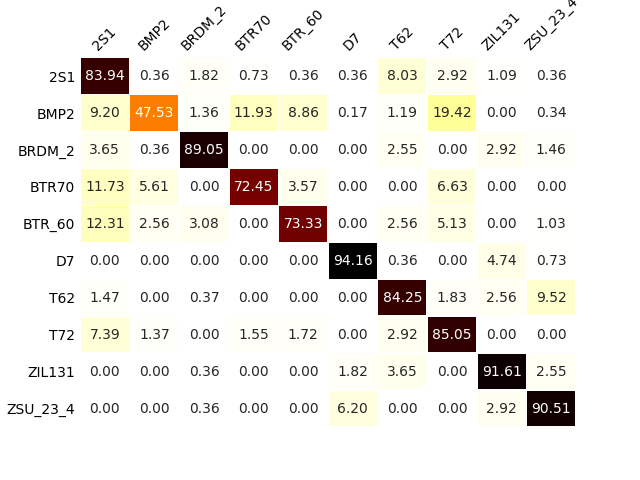 2S1 BMP2 BRDM_2 BTR70 BTR_60 D7 T62 T72 ZIL131 ZSU_23_4
2S1 83.94 0.36 1.82 0.73 0.36 0.36 8.03 2.92 1.09 0.36
BMP2 9.20 47.53 1.36 11.93 8.86 0.17 1.19 19.42 0.00 0.34
BRDM_2 3.65 0.36 89.05 0.00 0.00 0.00 2.55 0.00 2.92 1.46
BTR70 11.73 5.61 0.00 72.45 3.57 0.00 0.00 6.63 0.00 0.00
BTR_60 12.31 2.56 3.08 0.00 73.33 0.00 2.56 5.13 0.00 1.03
D7 0.00 0.00 0.00 0.00 0.00 94.16 0.36 0.00 4.74 0.73
T62 1.47 0.00 0.37 0.00 0.00 0.00 84.25 1.83 2.56 9.52
T72 7.39 1.37 0.00 1.55 1.72 0.00 2.92 85.05 0.00 0.00
ZIL131 0.00 0.00 0.36 0.00 0.00 1.82 3.65 0.00 91.61 2.55
ZSU_23_4 0.00 0.00 0.36 0.00 0.00 6.20 0.00 0.00 2.92 90.51